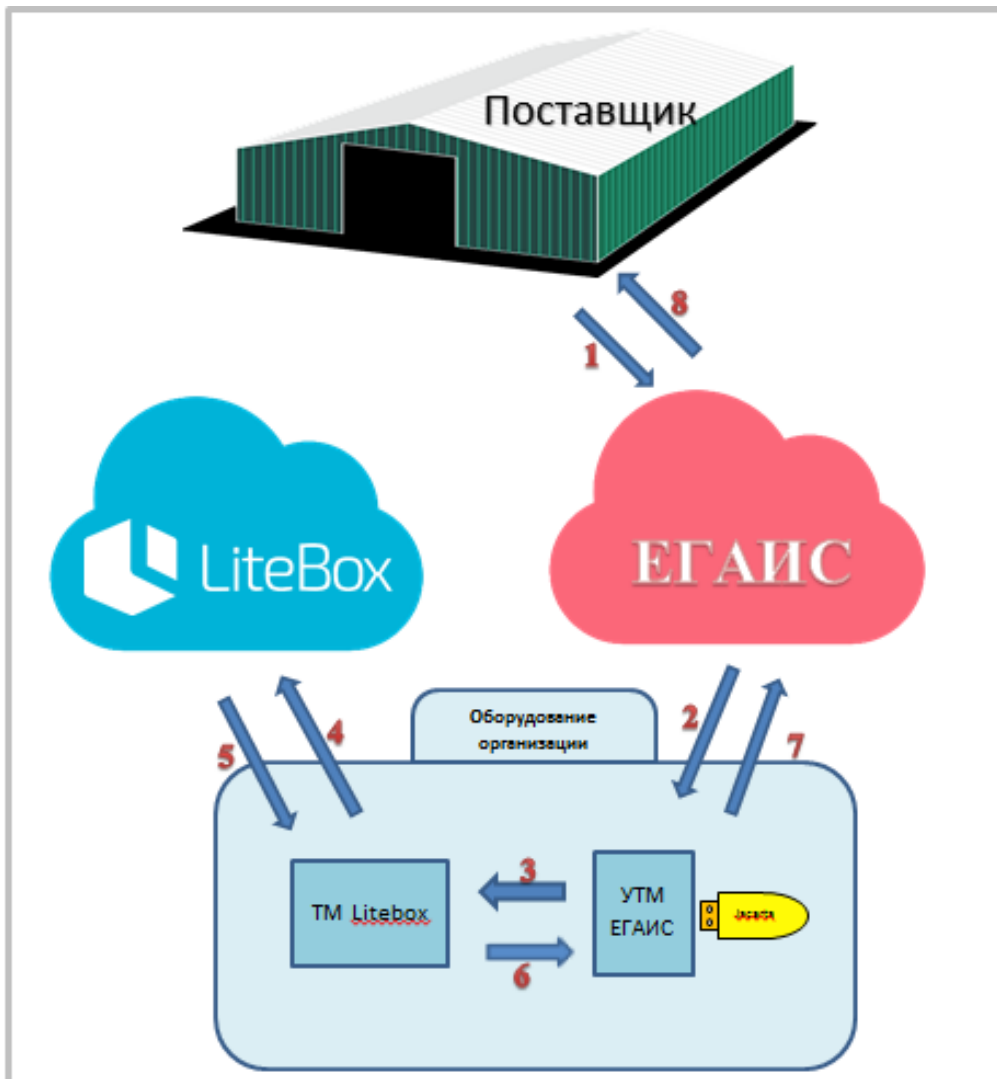 Поставщик
8
1
LiteBox
ЕГАИС
Оборудование
организации
5
4
2
7
ТМ Litebox
3
6
УТМ
ЕГАИС